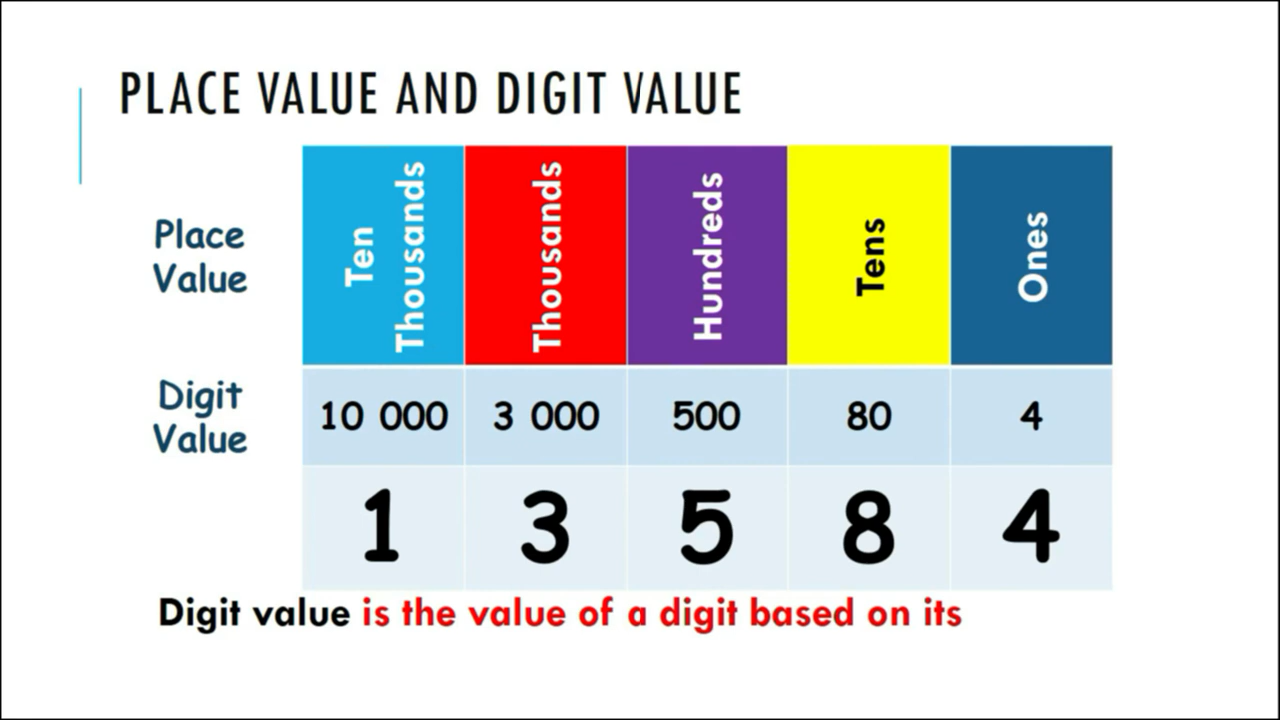 PLACE VALUE AND DIGIT VALUE
Place
Value
Ten
Thousands
Thousands
Hundreds
Tens
Ones
Digit
Value
10 000 3 000 500 80 4
1 3 5 8 4
Digit value is the value of a digit based on its